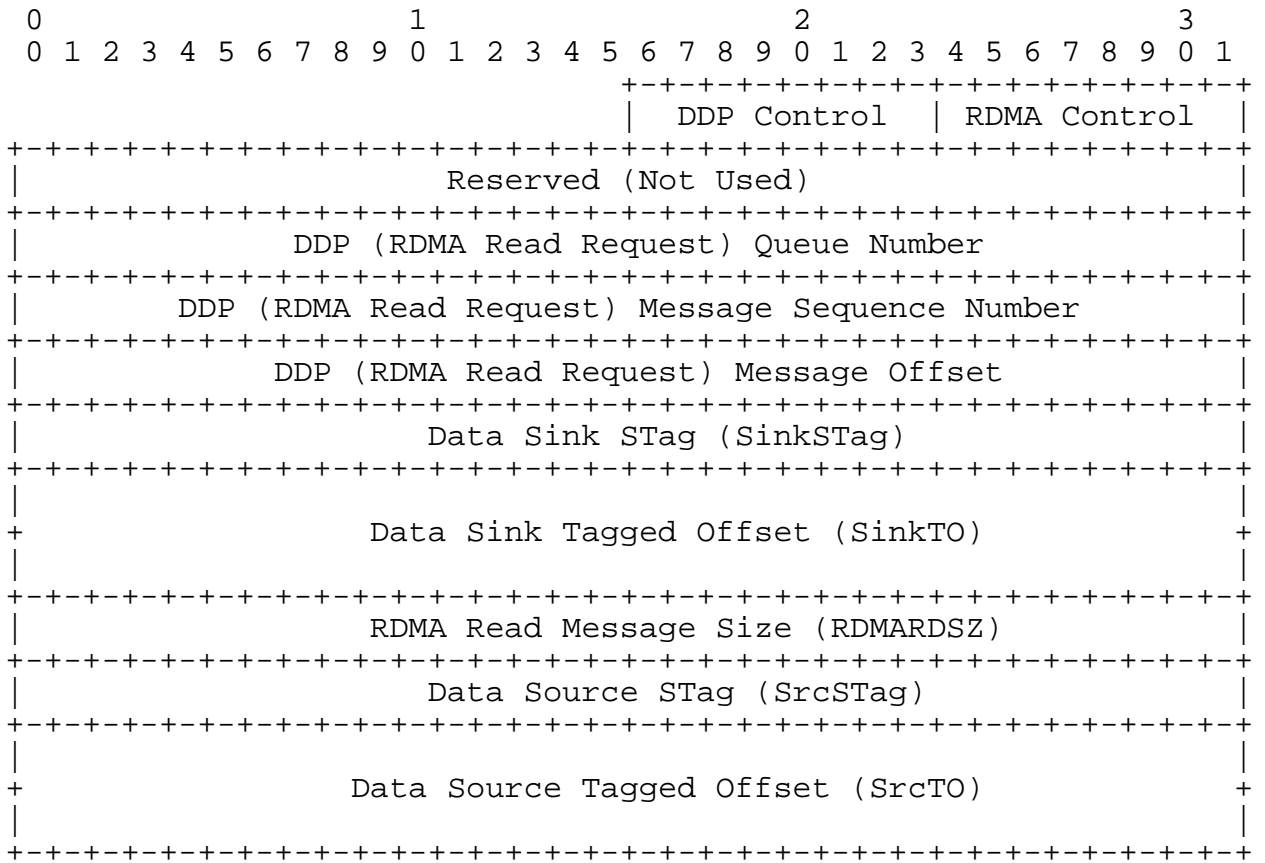 0                   1                   2                   3
 0 1 2 3 4 5 6 7 8 9 0 1 2 3 4 5 6 7 8 9 0 1 2 3 4 5 6 7 8 9 0 1
                                +-+-+-+-+-+-+-+-+-+-+-+-+-+-+-+-+
                                |  DDP Control  | RDMA Control  |
+-+-+-+-+-+-+-+-+-+-+-+-+-+-+-+-+-+-+-+-+-+-+-+-+-+-+-+-+-+-+-+-+
|                      Reserved (Not Used)                      |
+-+-+-+-+-+-+-+-+-+-+-+-+-+-+-+-+-+-+-+-+-+-+-+-+-+-+-+-+-+-+-+-+
|              DDP (RDMA Read Request) Queue Number             |
+-+-+-+-+-+-+-+-+-+-+-+-+-+-+-+-+-+-+-+-+-+-+-+-+-+-+-+-+-+-+-+-+
|        DDP (RDMA Read Request) Message Sequence Number        |
+-+-+-+-+-+-+-+-+-+-+-+-+-+-+-+-+-+-+-+-+-+-+-+-+-+-+-+-+-+-+-+-+
|             DDP (RDMA Read Request) Message Offset            |
+-+-+-+-+-+-+-+-+-+-+-+-+-+-+-+-+-+-+-+-+-+-+-+-+-+-+-+-+-+-+-+-+
|                     Data Sink STag (SinkSTag)                 |
+-+-+-+-+-+-+-+-+-+-+-+-+-+-+-+-+-+-+-+-+-+-+-+-+-+-+-+-+-+-+-+-+
|                                                               |
+                  Data Sink Tagged Offset (SinkTO)             +
|                                                               |
+-+-+-+-+-+-+-+-+-+-+-+-+-+-+-+-+-+-+-+-+-+-+-+-+-+-+-+-+-+-+-+-+
|                  RDMA Read Message Size (RDMARDSZ)            |
+-+-+-+-+-+-+-+-+-+-+-+-+-+-+-+-+-+-+-+-+-+-+-+-+-+-+-+-+-+-+-+-+
|                     Data Source STag (SrcSTag)                |
+-+-+-+-+-+-+-+-+-+-+-+-+-+-+-+-+-+-+-+-+-+-+-+-+-+-+-+-+-+-+-+-+
|                                                               |
+                 Data Source Tagged Offset (SrcTO)             +
|                                                               |
+-+-+-+-+-+-+-+-+-+-+-+-+-+-+-+-+-+-+-+-+-+-+-+-+-+-+-+-+-+-+-+-+